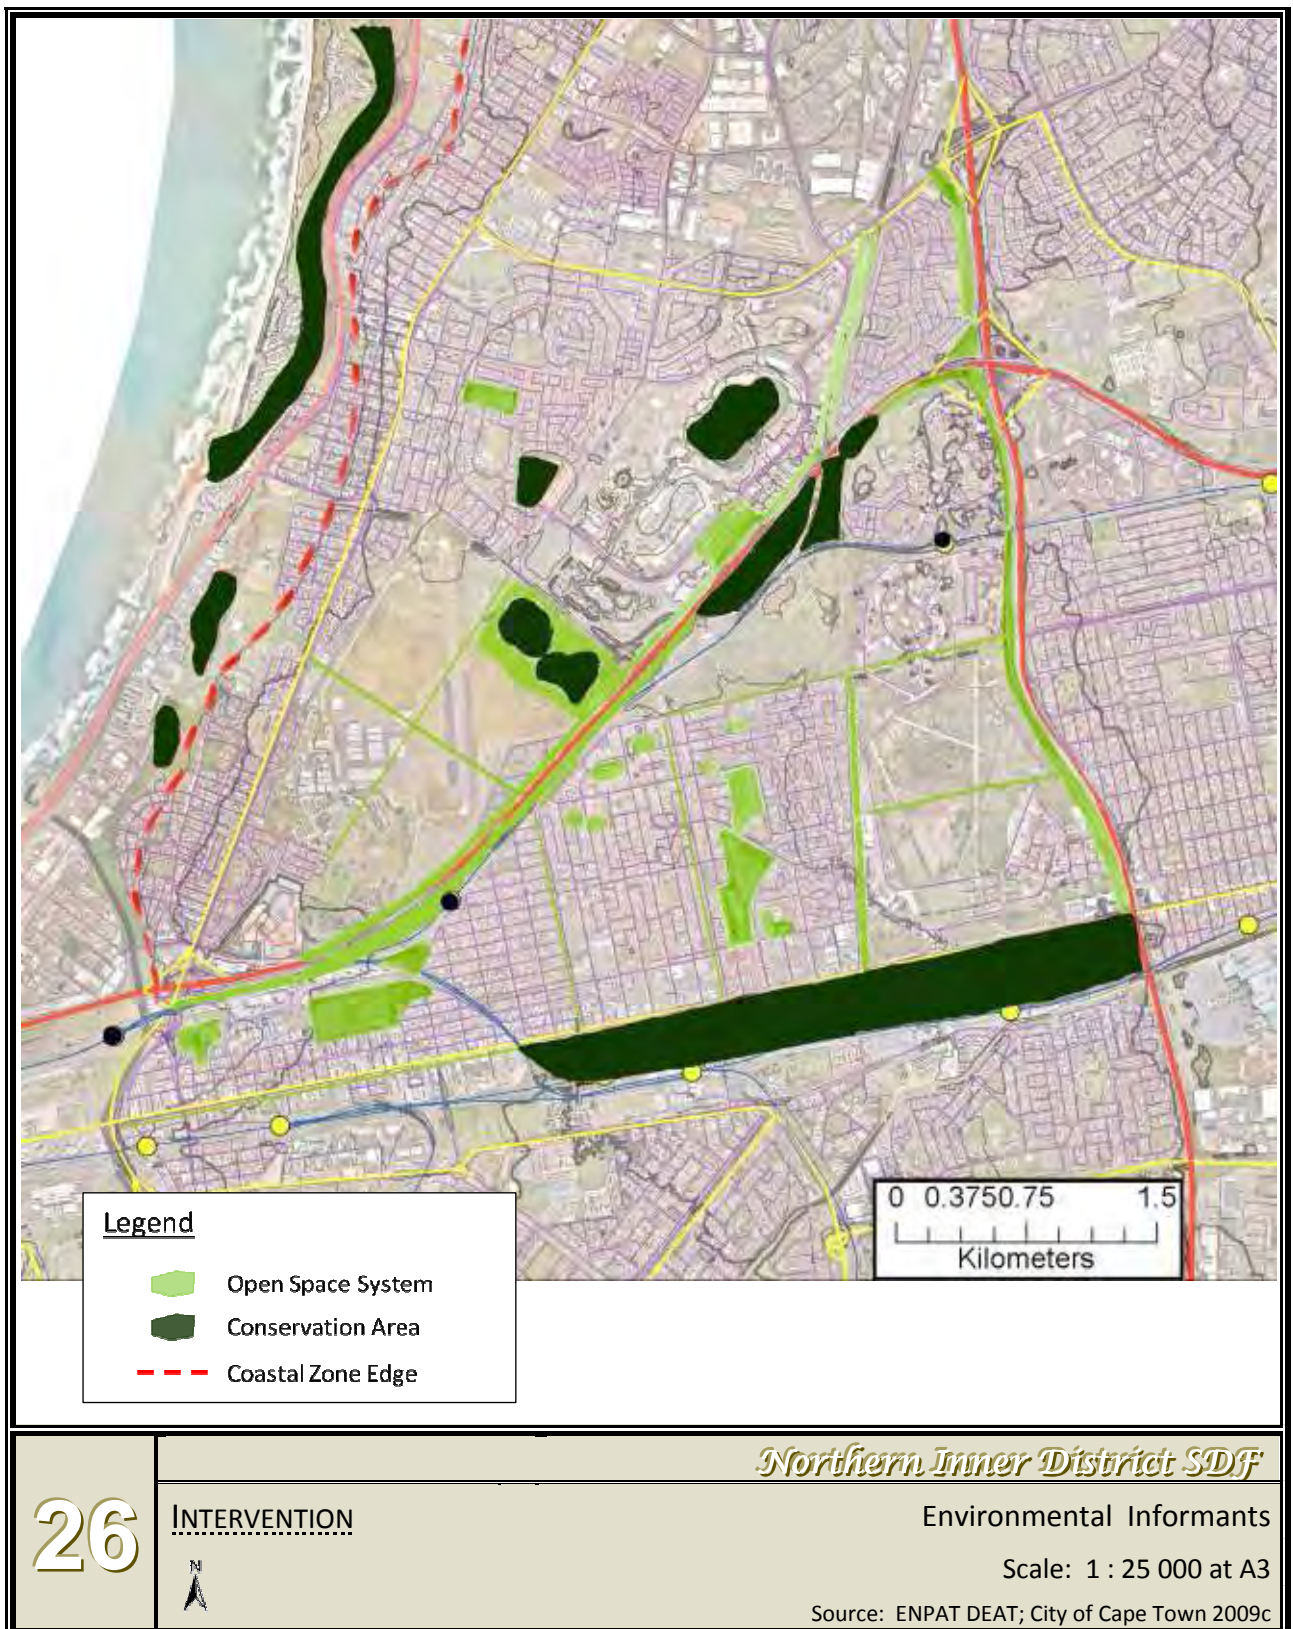 0 0.3750.75 1.5
Kilometers
Legend
Open Space System
Conservation Area
Coastal Zone Edge
Northern Inner District SDF
26
INTERVENTION
Environmental Informants
N
Scale: 1 : 25 000 at A3
Source: ENPAT DEAT; City of Cape Town 2009c